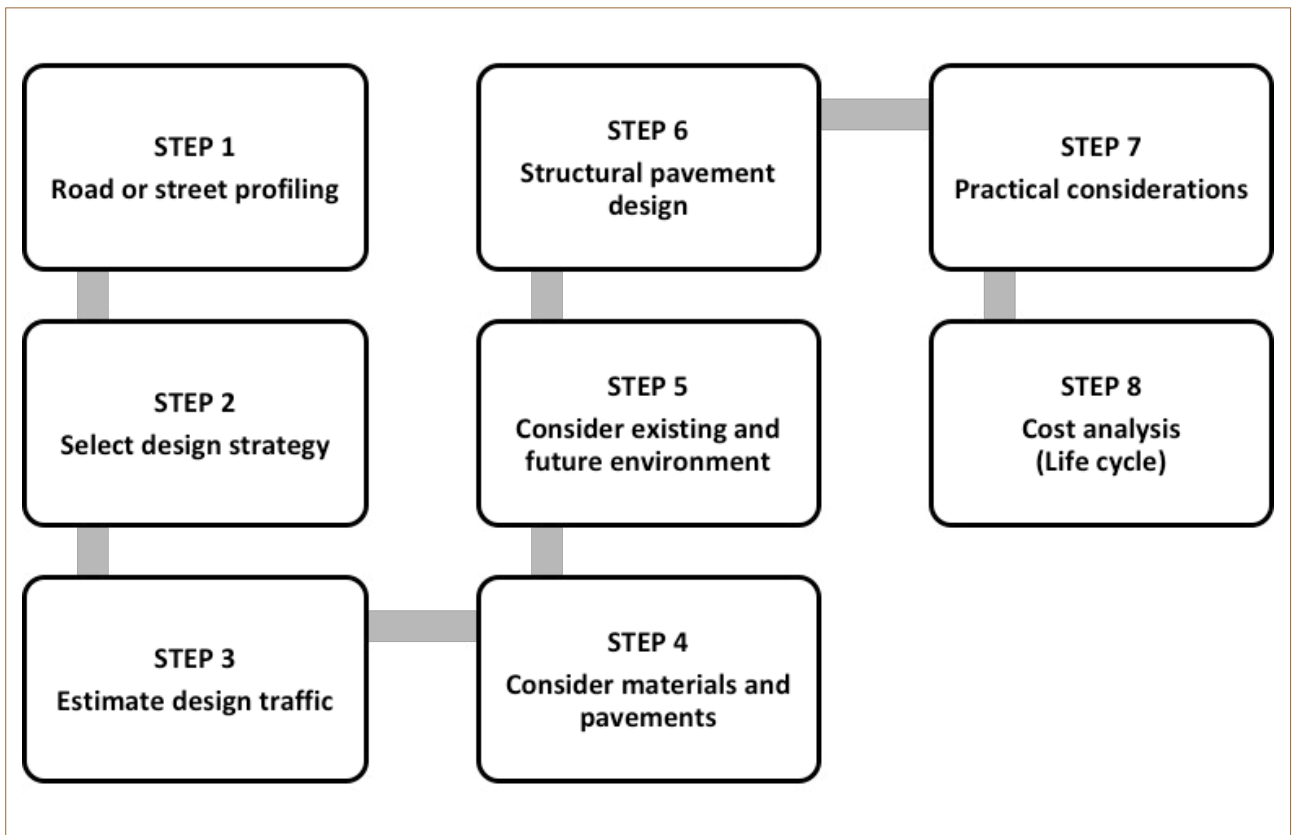 STEP 1
Road or street profiling
STEP 2
Select design strategy
STEP 3
Estimate design traffic
STEP 4
Consider materials and
pavements
STEP 5
Consider existing and
future environment
STEP 6
Structural pavement
design
STEP 7
Practical considerations
STEP 8
Cost analysis
(Life cycle)